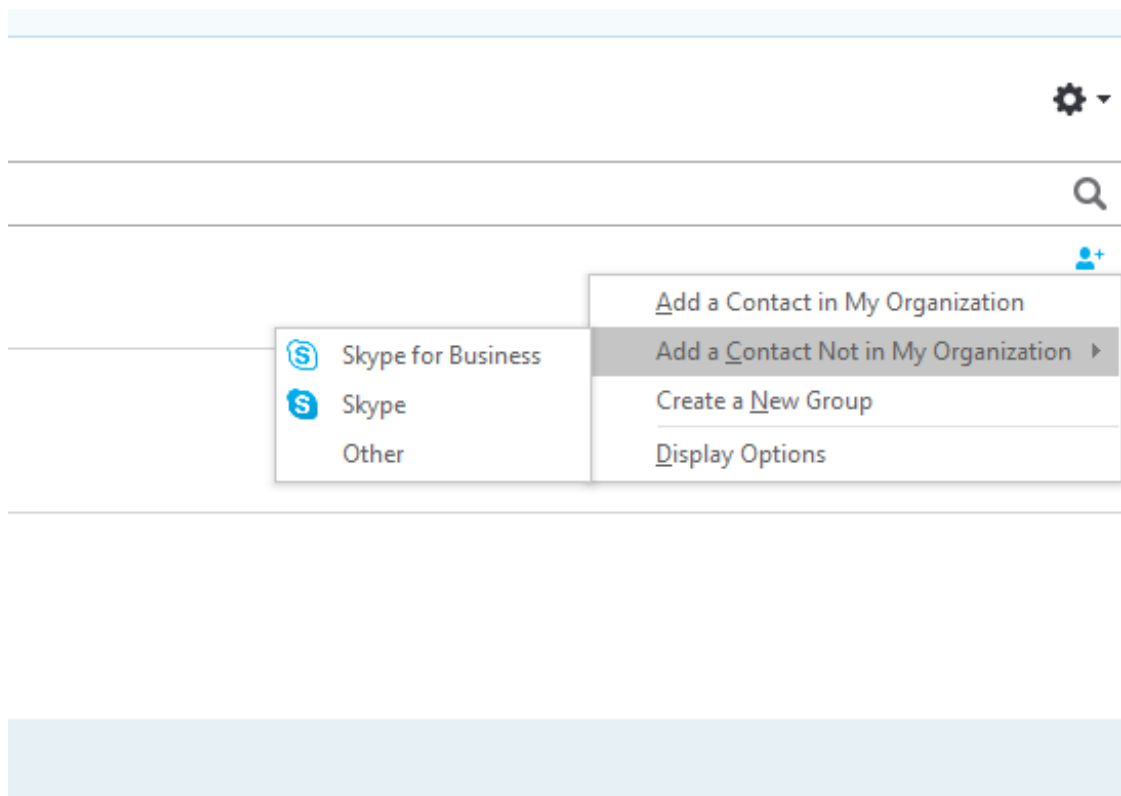 Add a Contact in My Organization
Add a Contact Not in My Organization
Create a New Group
Display Options
Skype for Business
Skype
Other